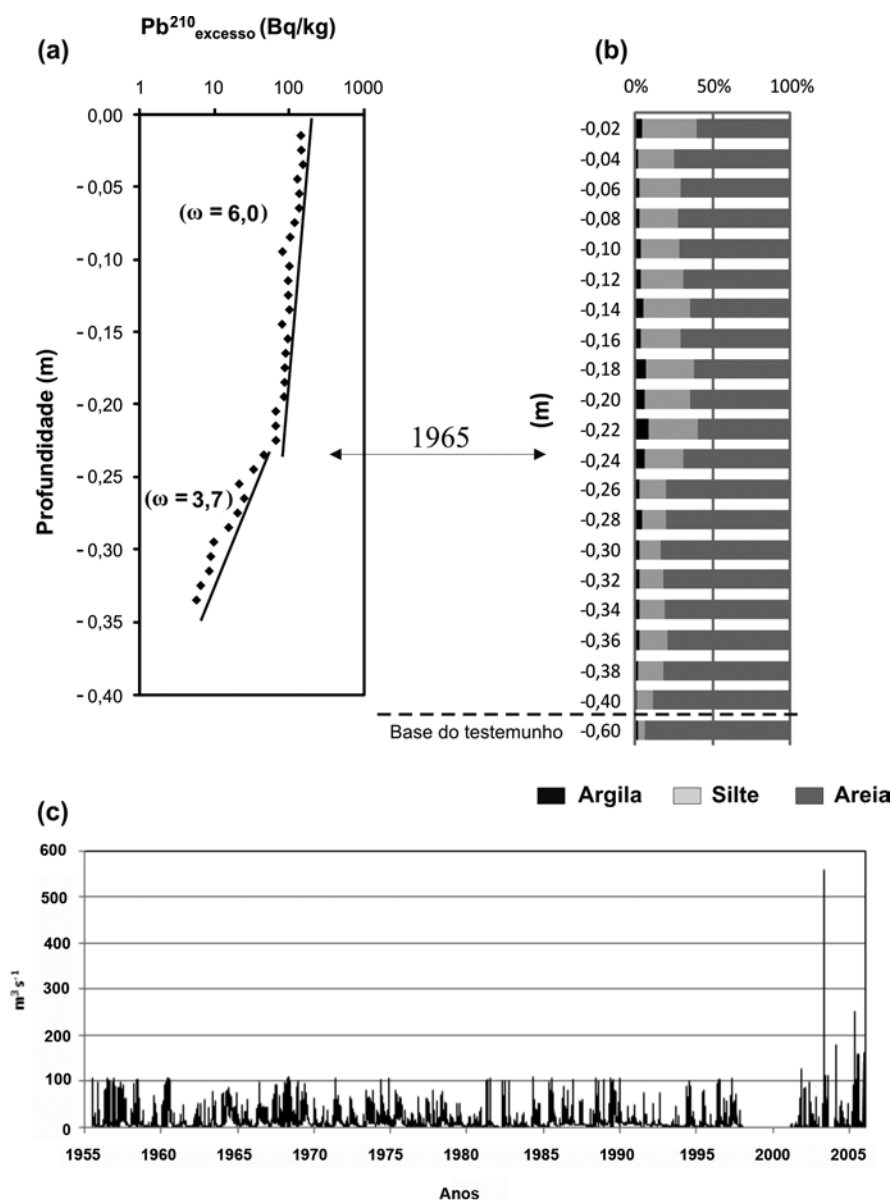 Pb²¹⁰excesso (Bq/kg)
(a)
1 10 100 1000
0,00
-0,05
-0,10
-0,15
-0,20
-0,25
-0,30
-0,35
-0,40
Profundidade (m)
(ω = 6,0)
(ω = 3,7)
1965
(b)
0% 50% 100%
-0,02
-0,04
-0,06
-0,08
-0,10
-0,12
-0,14
-0,16
-0,18
-0,20
-0,22
-0,24
-0,26
-0,28
-0,30
-0,32
-0,34
-0,36
-0,38
-0,40
-0,60
(m)
Base do testemunho
Argila Silte Areia
(c)
600
500
400
300
200
100
0
m³ s⁻¹
1955 1960 1965 1970 1975 1980 1985 1990 1995 2000 2005
Anos